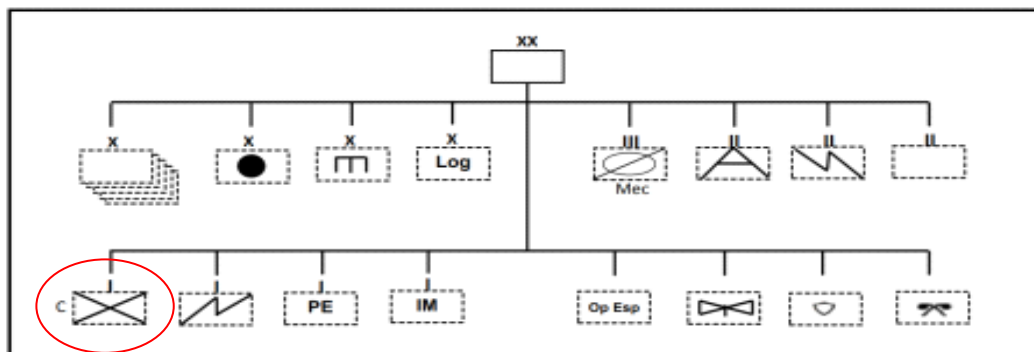 XX
X X X X III II II II
Log
Mec
I I I I
C PE IM Op Esp